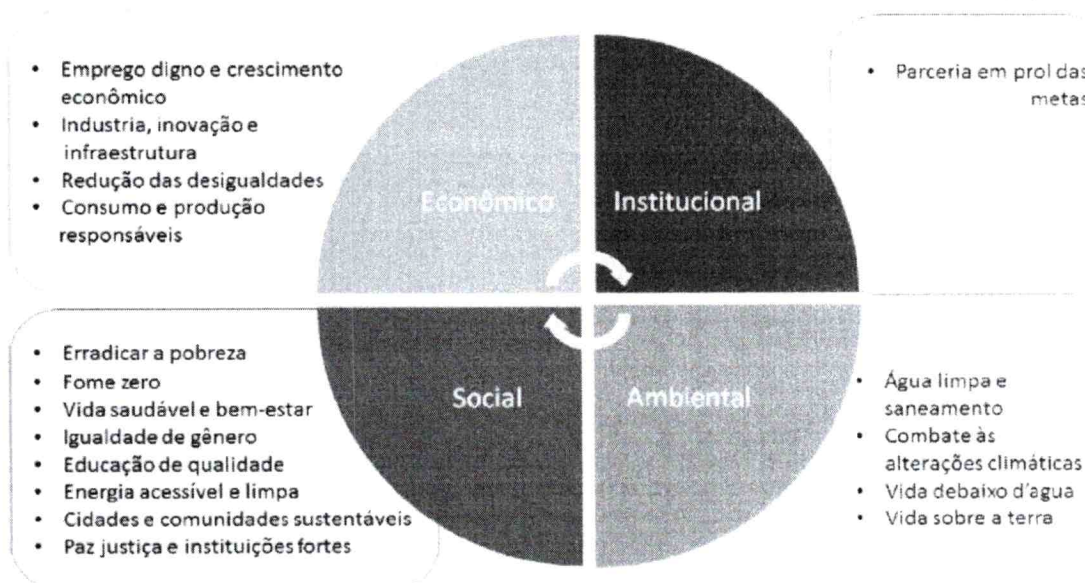 • Emprego digno e crescimento
econômico
• Industria, inovação e
infraestrutura
• Redução das desigualdades
• Consumo e produção
responsáveis
• Parceria em prol das
metas
Econômico
Institucional
Social
Ambiental
• Erradicar a pobreza
• Fome zero
• Vida saudável e bem-estar
• Igualdade de gênero
• Educação de qualidade
• Energia acessível e limpa
• Cidades e comunidades sustentáveis
• Paz justiça e instituições fortes
• Água limpa e
saneamento
• Combate às
alterações climáticas
• Vida debaixo d'agua
• Vida sobre a terra